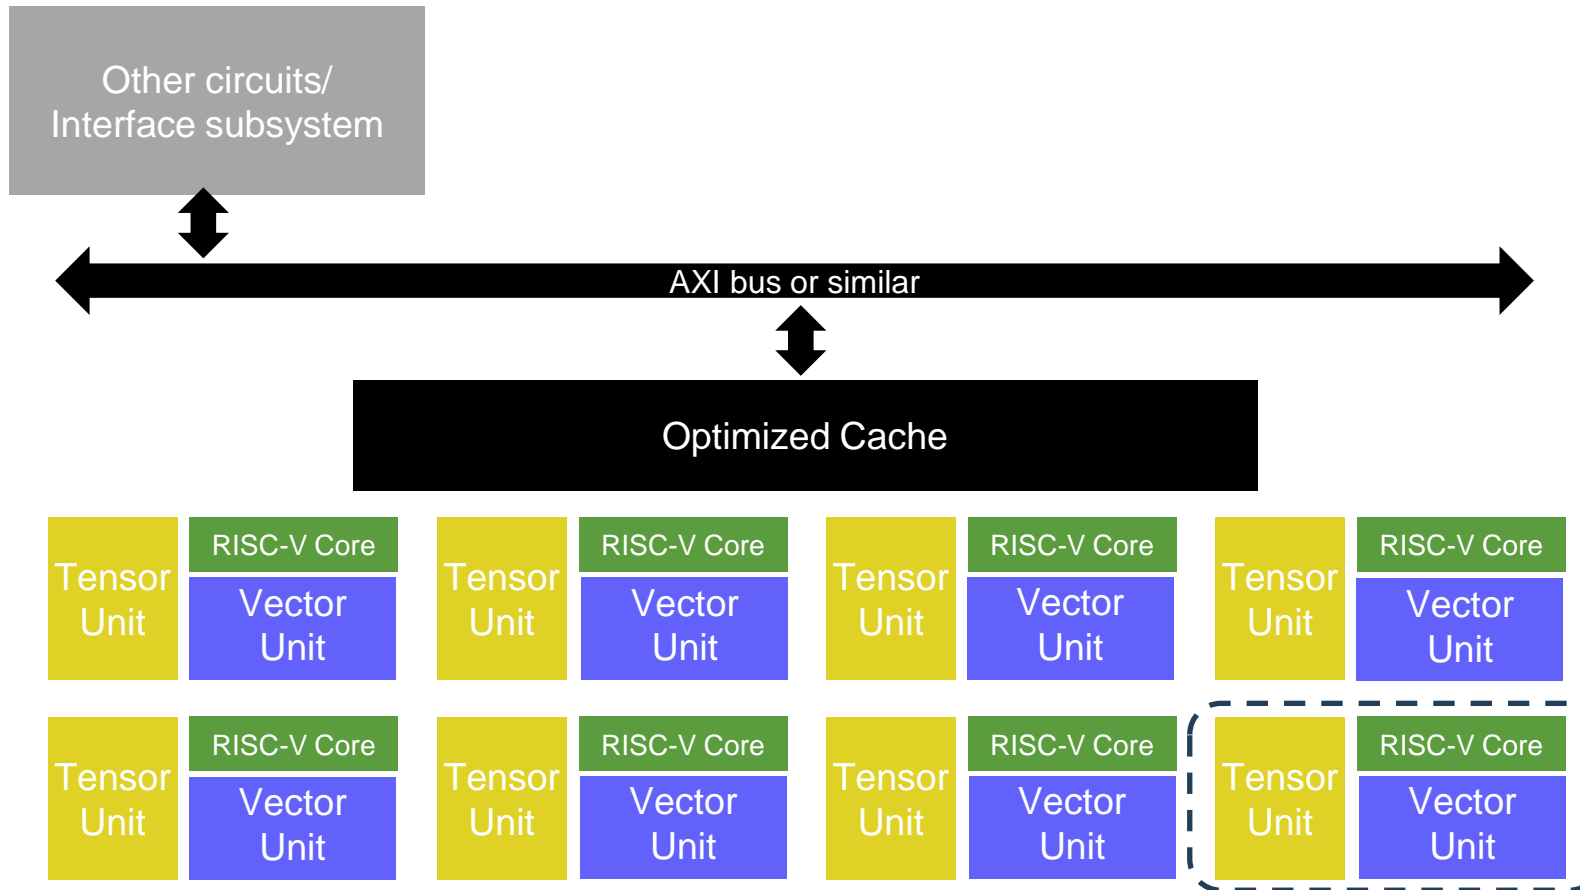 Other circuits/
Interface subsystem
AXI bus or similar
Optimized Cache
Tensor
Unit
RISC-V Core
Vector
Unit
Tensor
Unit
RISC-V Core
Vector
Unit
Tensor
Unit
RISC-V Core
Vector
Unit
Tensor
Unit
RISC-V Core
Vector
Unit
Tensor
Unit
RISC-V Core
Vector
Unit
Tensor
Unit
RISC-V Core
Vector
Unit
Tensor
Unit
RISC-V Core
Vector
Unit
Tensor
Unit
RISC-V Core
Vector
Unit